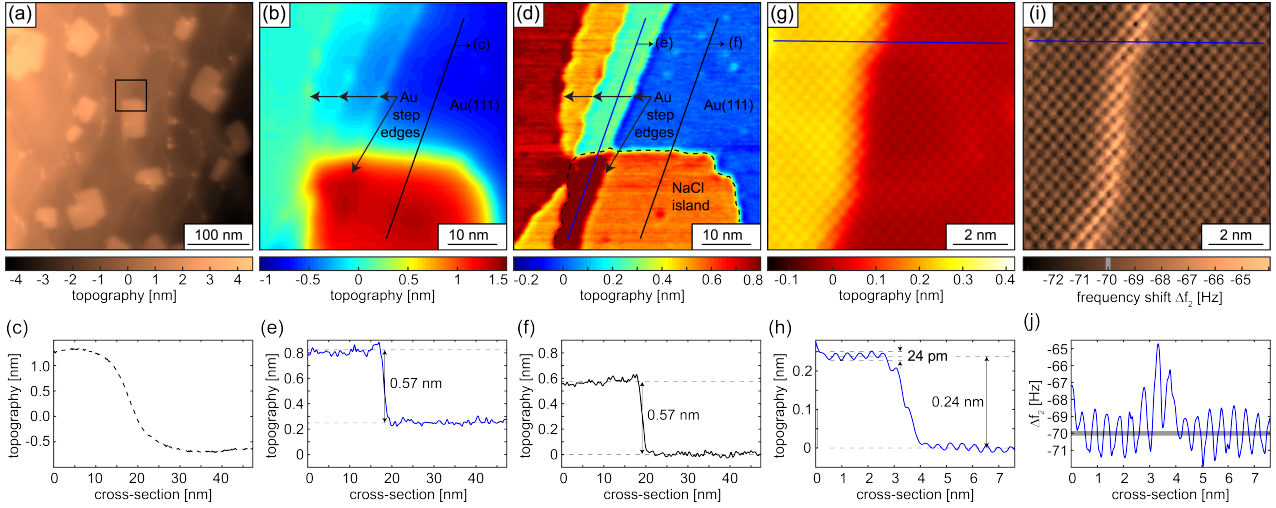 (a)
100 nm
-4 -3 -2 -1 0 1 2 3 4
topography [nm]
(b)
(c)
Au
step
edges
Au(111)
10 nm
-1 -0.5 0 0.5 1 1.5
topography [nm]
(d)
(e)
(f)
Au
step
edges
Au(111)
NaCl
island
10 nm
-0.2 0 0.2 0.4 0.6 0.8
topography [nm]
(g)
2 nm
-0.1 0 0.1 0.2 0.3 0.4
topography [nm]
(i)
2 nm
-72 -71 -70 -69 -68 -67 -66 -65
frequency shift Δf₂ [Hz]
(c)
topography [nm]
1.0
0.5
0.0
-0.5
0 10 20 30 40
cross-section [nm]
(e)
topography [nm]
0.8
0.6
0.4
0.2
0
0.57 nm
0 10 20 30 40
cross-section [nm]
(f)
topography [nm]
0.8
0.6
0.4
0.2
0
0.57 nm
0 10 20 30 40
cross-section [nm]
(h)
topography [nm]
0.2
0.1
0
24 pm
0.24 nm
0 1 2 3 4 5 6 7
cross-section [nm]
(j)
Δf₂ [Hz]
-65
-66
-67
-68
-69
-70
-71
0 1 2 3 4 5 6 7
cross-section [nm]